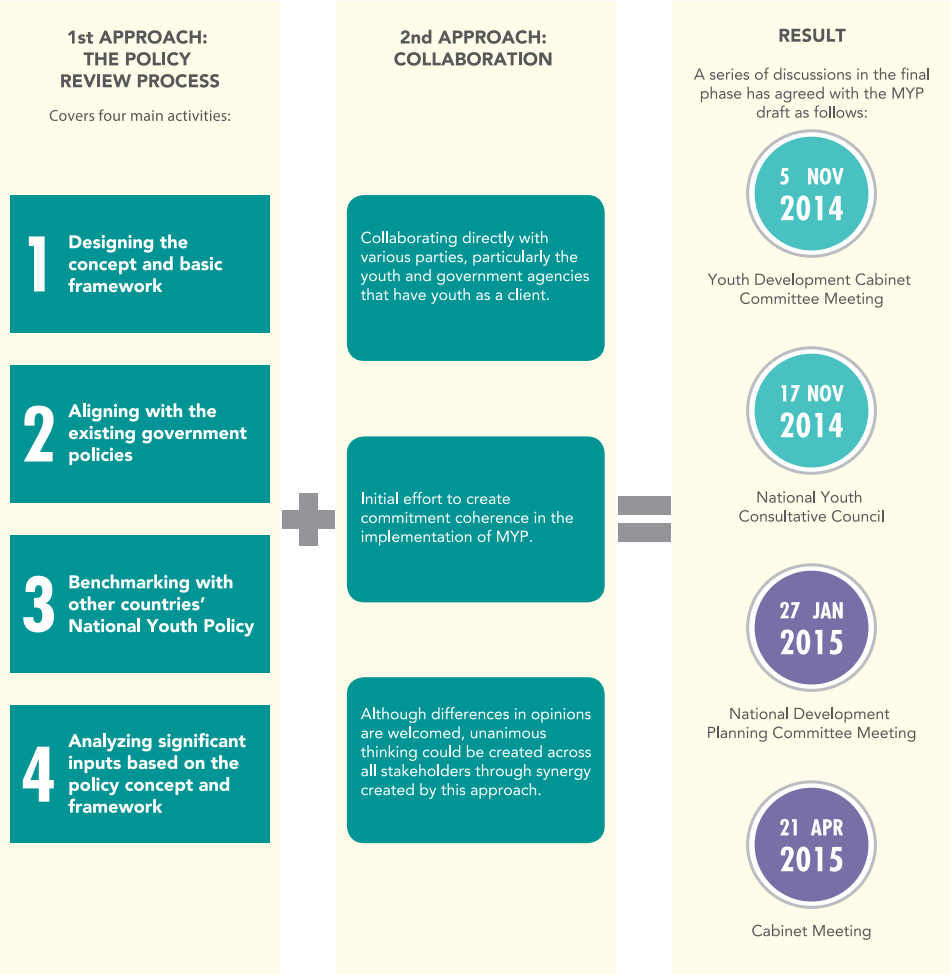 1st APPROACH:
THE POLICY
REVIEW PROCESS
Covers four main activities:
1
Designing the
concept and basic
framework
2
Aligning with the
existing government
policies
3
Benchmarking with
other countries’
National Youth Policy
4
Analyzing significant
inputs based on the
policy concept and
framework
+
2nd APPROACH:
COLLABORATION
Collaborating directly with
various parties, particularly the
youth and government agencies
that have youth as a client.
Initial effort to create
commitment coherence in the
implementation of MYP.
Although differences in opinions
are welcomed, unanimous
thinking could be created across
all stakeholders through synergy
created by this approach.
=
RESULT
A series of discussions in the final
phase has agreed with the MYP
draft as follows:
5 NOV
2014
Youth Development Cabinet
Committee Meeting
17 NOV
2014
National Youth
Consultative Council
27 JAN
2015
National Development
Planning Committee Meeting
21 APR
2015
Cabinet Meeting